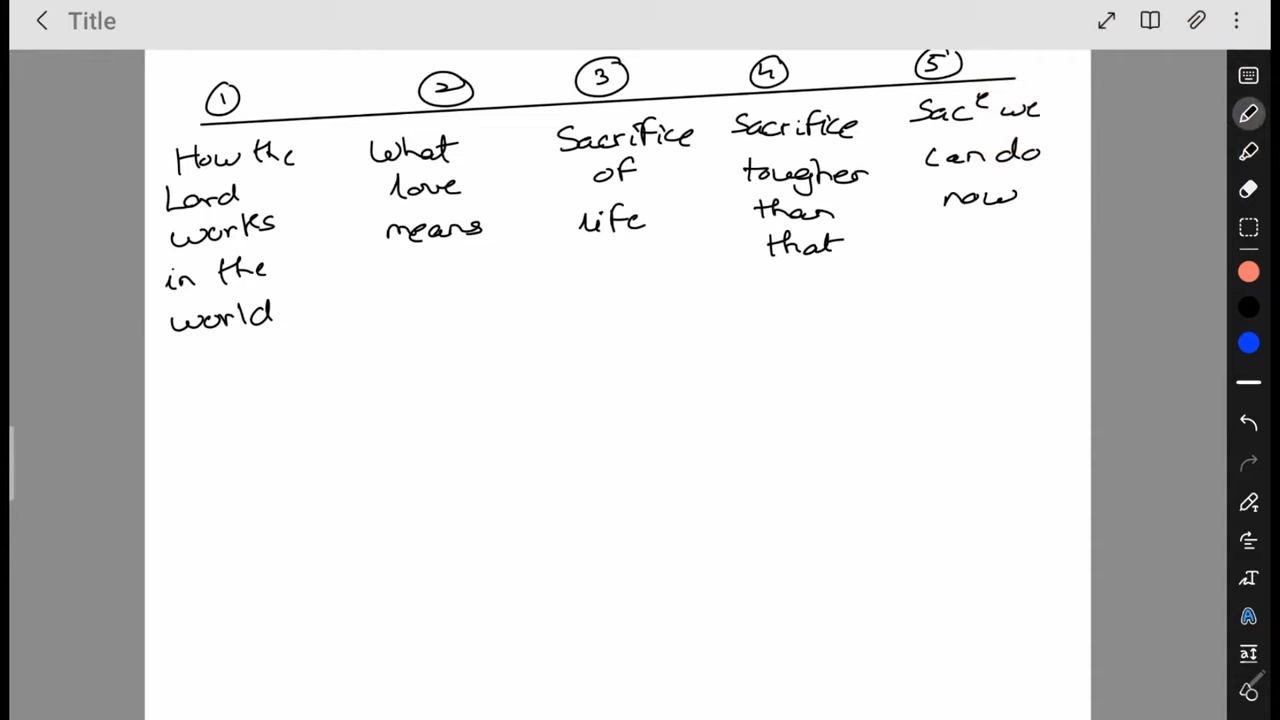 Title
1
How the
Lord
works
in the
world
2
What
love
means
3
Sacrifice
of
life
4
Sacrifice
tougher
than
that
5
Sacᵉ we
can do
now